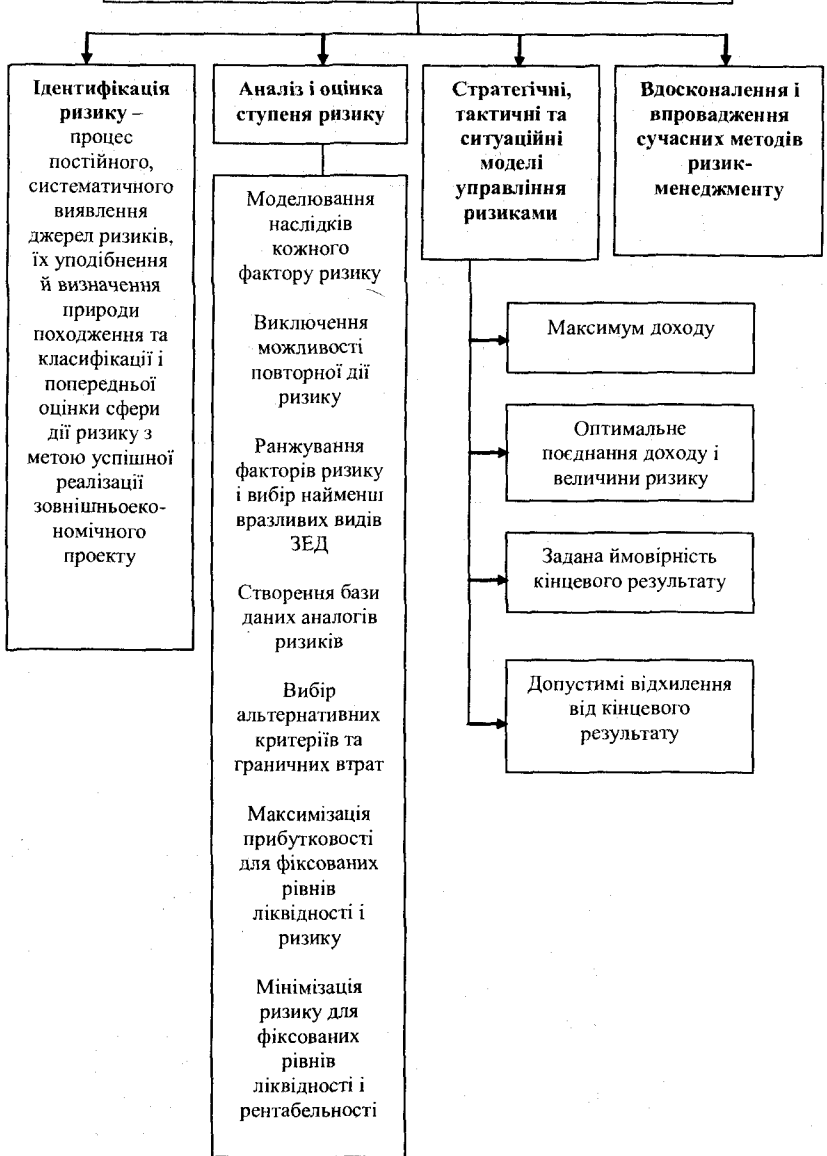 Ідентифікація
ризику –
процес
постійного,
систематичного
виявлення
джерел ризиків,
їх уподібнення
й визначення
природи
походження та
класифікації і
попередньої
оцінки сфери
дії ризику з
метою успішної
реалізації
зовнішньоеко-
номічного
проекту
Аналіз і оцінка
ступеня ризику
Моделювання
наслідків
кожного
фактору ризику
Виключення
можливості
повторної дії
ризику
Ранжування
факторів ризику
і вибір найменш
вразливих видів
ЗЕД
Створення бази
даних аналогів
ризиків
Вибір
альтернативних
критеріїв та
граничних втрат
Максимізація
прибутковості
для фіксованих
рівнів
ліквідності і
ризику
Мінімізація
ризику для
фіксованих
рівнів
ліквідності і
рентабельності
Стратегічні,
тактичні та
ситуаційні
моделі
управління
ризиками
Максимум доходу
Оптимальне
поєднання доходу і
величини ризику
Задана ймовірність
кінцевого результату
Допустимі відхилення
від кінцевого
результату
Вдосконалення і
впровадження
сучасних методів
ризик-
менеджменту